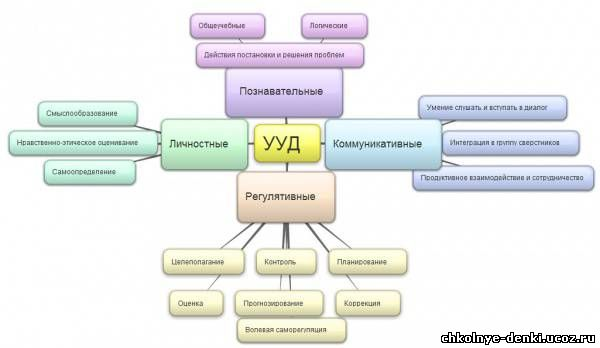 Общеучебные
Логические
Действия постановки и решения проблем
Познавательные
Смыслообразование
Нравственно-этическое оценивание
Самоопределение
Личностные
УУД
Коммуникативные
Умение слушать и вступать в диалог
Интеграция в группу сверстников
Продуктивное взаимодействие и сотрудничество
Регулятивные
Целеполагание
Контроль
Планирование
Оценка
Прогнозирование
Коррекция
Волевая саморегуляция
chkolnye-denki.ucoz.ru